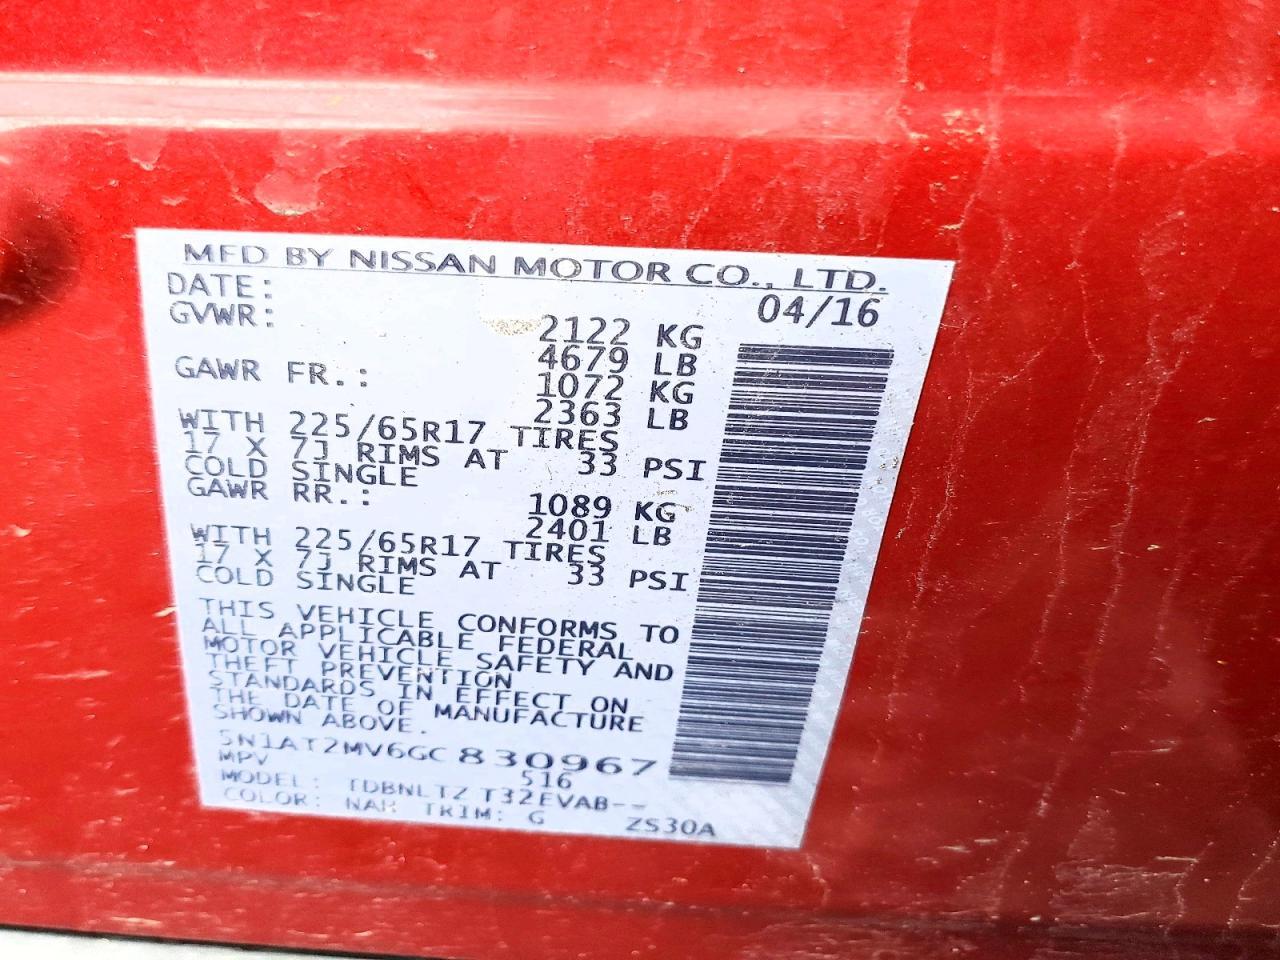 MFD BY NISSAN MOTOR CO., LTD.
DATE: 04/16
GVWR: 2122 KG
4679 LB
GAWR FR.: 1072 KG
2363 LB
WITH 225/65R17 TIRES
17 X 7J RIMS AT 33 PSI
COLD SINGLE
GAWR RR.: 1089 KG
2401 LB
WITH 225/65R17 TIRES
17 X 7J RIMS AT 33 PSI
COLD SINGLE
THIS VEHICLE CONFORMS TO
ALL APPLICABLE FEDERAL
MOTOR VEHICLE SAFETY AND
THEFT PREVENTION
STANDARDS IN EFFECT ON
THE DATE OF MANUFACTURE
SHOWN ABOVE.
5N1AT2MV6GC830967
MPV 516
MODEL: TDBNLTZ T32EVAB--
COLOR: NAH TRIM: G ZS30A